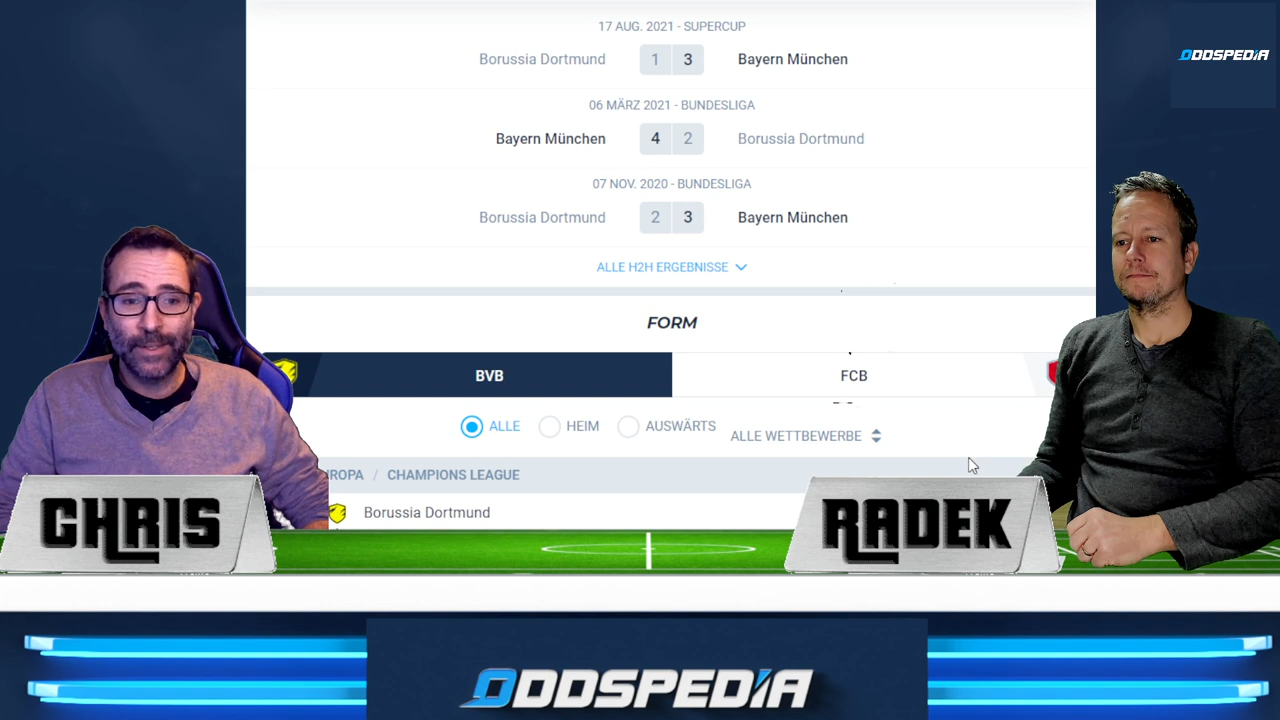 17 AUG. 2021 - SUPERCUP
Borussia Dortmund 1 3 Bayern München
06 MÄRZ 2021 - BUNDESLIGA
Bayern München 4 2 Borussia Dortmund
07 NOV. 2020 - BUNDESLIGA
Borussia Dortmund 2 3 Bayern München
ALLE H2H ERGEBNISSE
FORM
BVB FCB
ALLE HEIM AUSWÄRTS ALLE WETTBEWERBE
ROPA / CHAMPIONS LEAGUE
Borussia Dortmund
ODDSPEDIA
CHRIS
RADEK
ODDSPEDIA